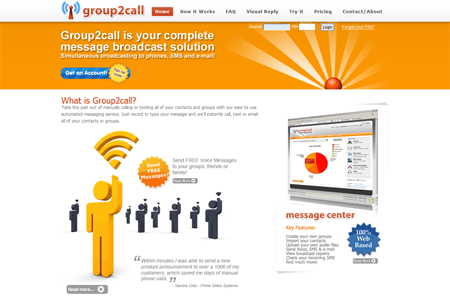 group2call
Home
How it Works
FAQ
Visual Reply
Try it
Pricing
Contact/About
Pin
Login
Forgot your Pin?
Group2call is your complete
message broadcast solution
Simultaneous broadcasting to phones, SMS and e-mail!
Get an Account!
What is Group2call?
Take the pain out of manually calling or texting all of your contacts and groups with our easy to use
automated messaging service. Just record or type your message and we'll instantly call, text or email
all of your contacts or groups.
Send
FREE
Messages!
Send FREE Voice Messages
to your groups, friends or
family!
Read More
message center
Key Features:
Create your own groups
Import your contacts
Upload your own audio files
Send Voice, SMS & e-mail
View broadcast reports
Check your incoming SMS
And much more!
100%
Web
Based
"Within minutes I was able to send a new
product announcement to over a 1000 of my
customers, which saved me days of manual
phone calls."
Prime Video Systems
Read more...